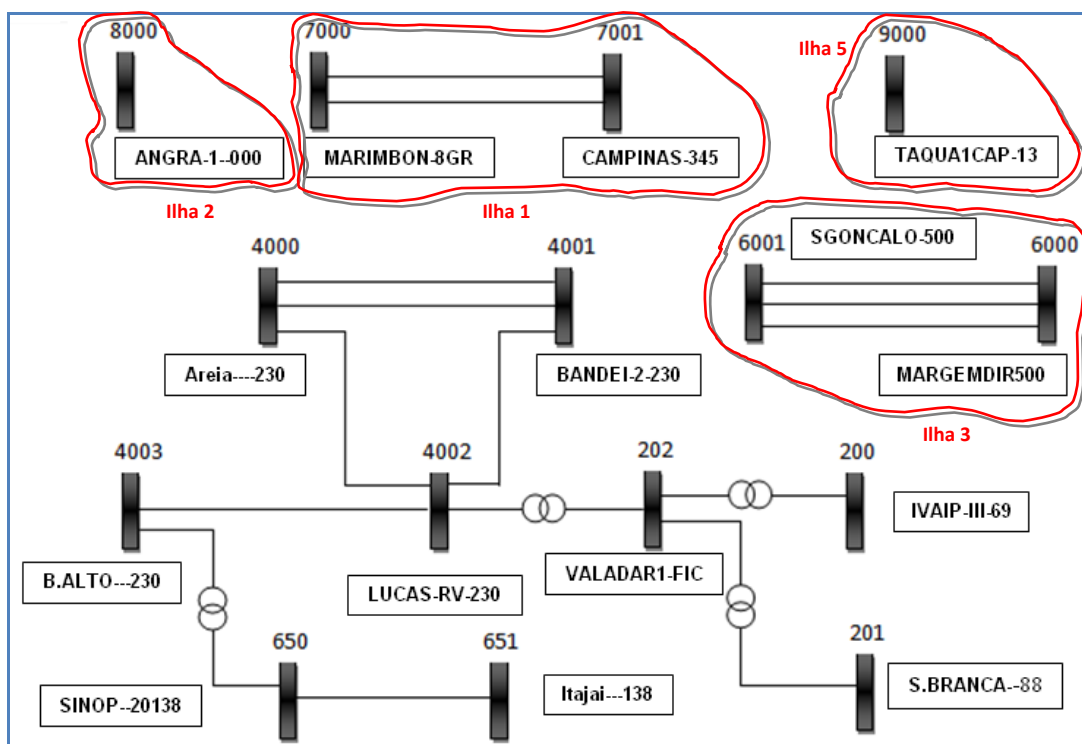 8000
7000
7001
Ilha 5
9000
ANGRA-1--000
MARIMBON-8GR
CAMPINAS-345
TAQUA1CAP-13
Ilha 2
Ilha 1
SGONCALO-500
6001
6000
4000
4001
Areia----230
BANDEI-2-230
MARGEMDIR500
Ilha 3
4003
4002
202
200
IVAIP-III-69
B.ALTO---230
LUCAS-RV-230
VALADAR1-FIC
650
651
201
SINOP--20138
Itajai---138
S.BRANCA--88